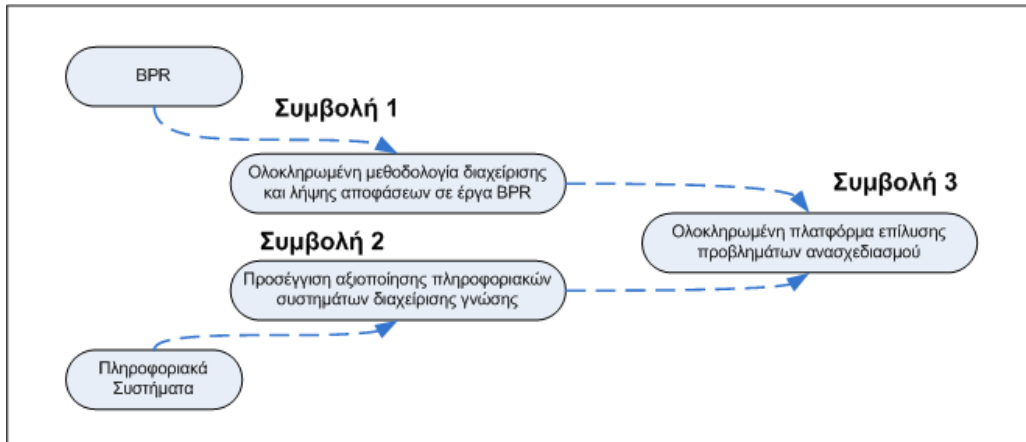 BPR
Συμβολή 1
Ολοκληρωμένη μεθοδολογία διαχείρισης
και λήψης αποφάσεων σε έργα BPR
Συμβολή 3
Ολοκληρωμένη πλατφόρμα επίλυσης
προβλημάτων ανασχεδιασμού
Συμβολή 2
Προσέγγιση αξιοποίησης πληροφοριακών
συστημάτων διαχείρισης γνώσης
Πληροφοριακά
Συστήματα